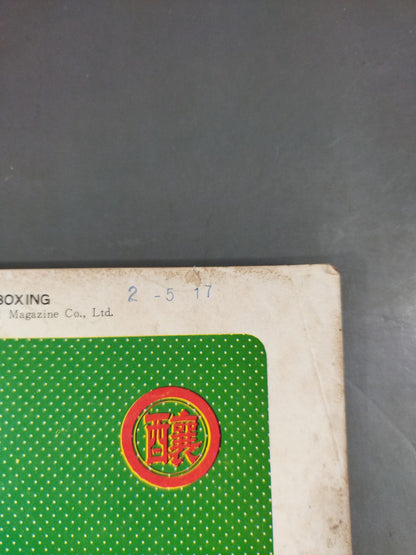 BOXING 2 -5 17
Magazine Co., Ltd.
釀